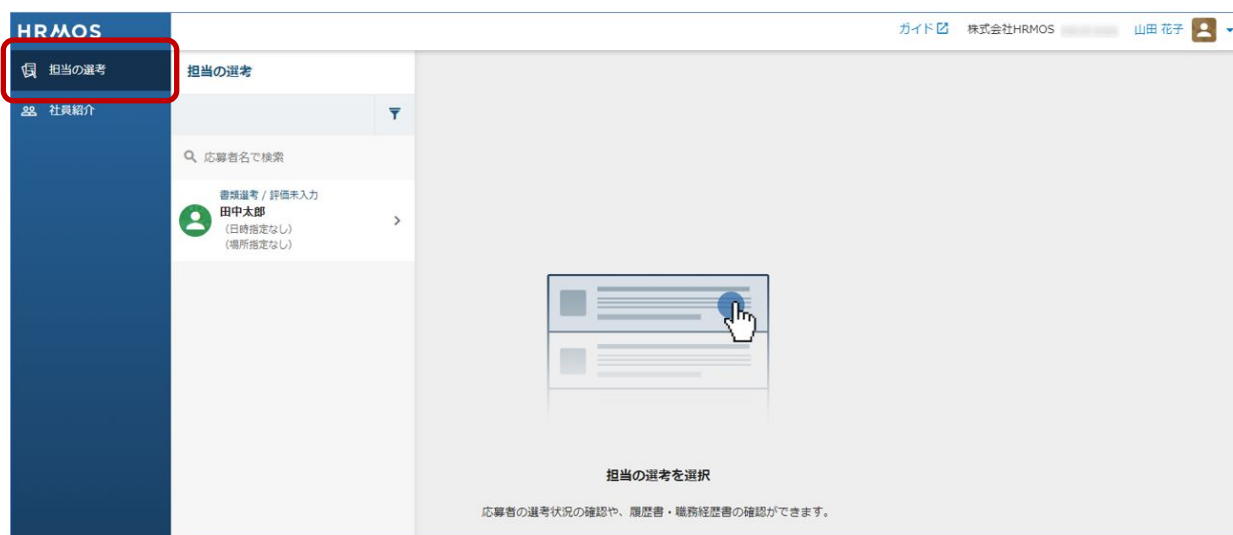 HRMOS
ガイド 株式会社HRMOS 山田 花子
担当の選考
社員紹介
担当の選考
応募者名で検索
書類選考 / 評価未入力
田中太郎
（日時指定なし）
（場所指定なし）
担当の選考を選択
応募者の選考状況の確認や、履歴書・職務経歴書の確認ができます。